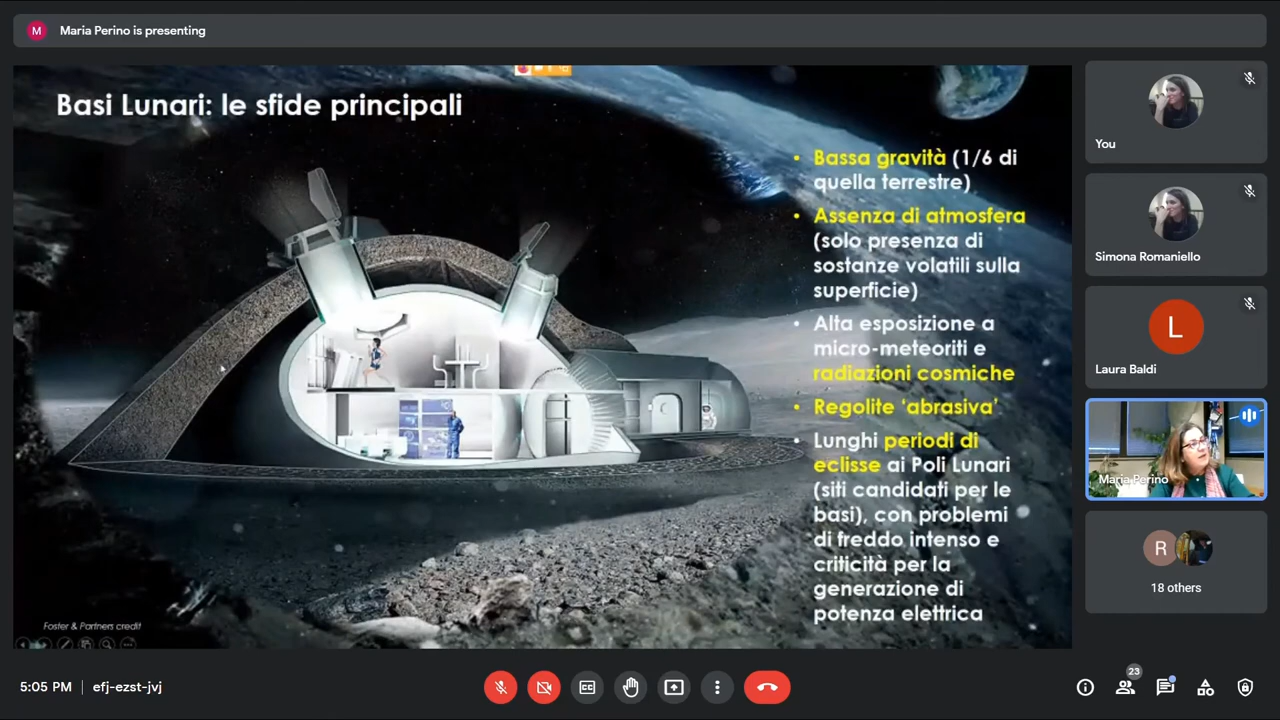 M
Maria Perino is presenting
Basi Lunari: le sfide principali
• Bassa gravità (1/6 di
quella terrestre)
• Assenza di atmosfera
(solo presenza di
sostanze volatili sulla
superficie)
• Alta esposizione a
micro-meteoriti e
radiazioni cosmiche
• Regolite ‘abrasiva’
• Lunghi periodi di
eclisse ai Poli Lunari
(siti candidati per le
basi), con problemi
di freddo intenso e
criticità per la
generazione di
potenza elettrica
Foster & Partners credit
You
Simona Romaniello
L
Laura Baldi
Maria Perino
R
18 others
5:05 PM | efj-ezst-jvj
CC
23